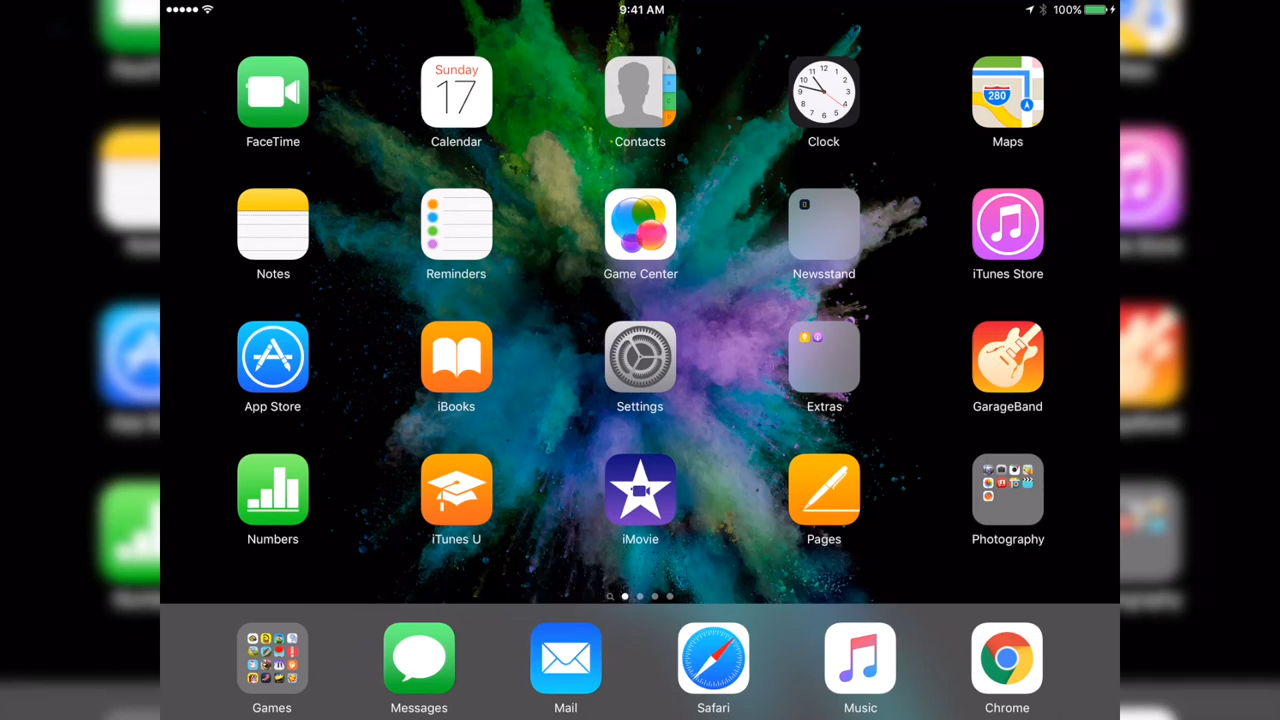 9:41 AM
100%
Sunday
17
280
FaceTime
Calendar
Contacts
Clock
Maps
Notes
Reminders
Game Center
Newsstand
iTunes Store
App Store
iBooks
Settings
Extras
GarageBand
Numbers
iTunes U
iMovie
Pages
Photography
Games
Messages
Mail
Safari
Music
Chrome